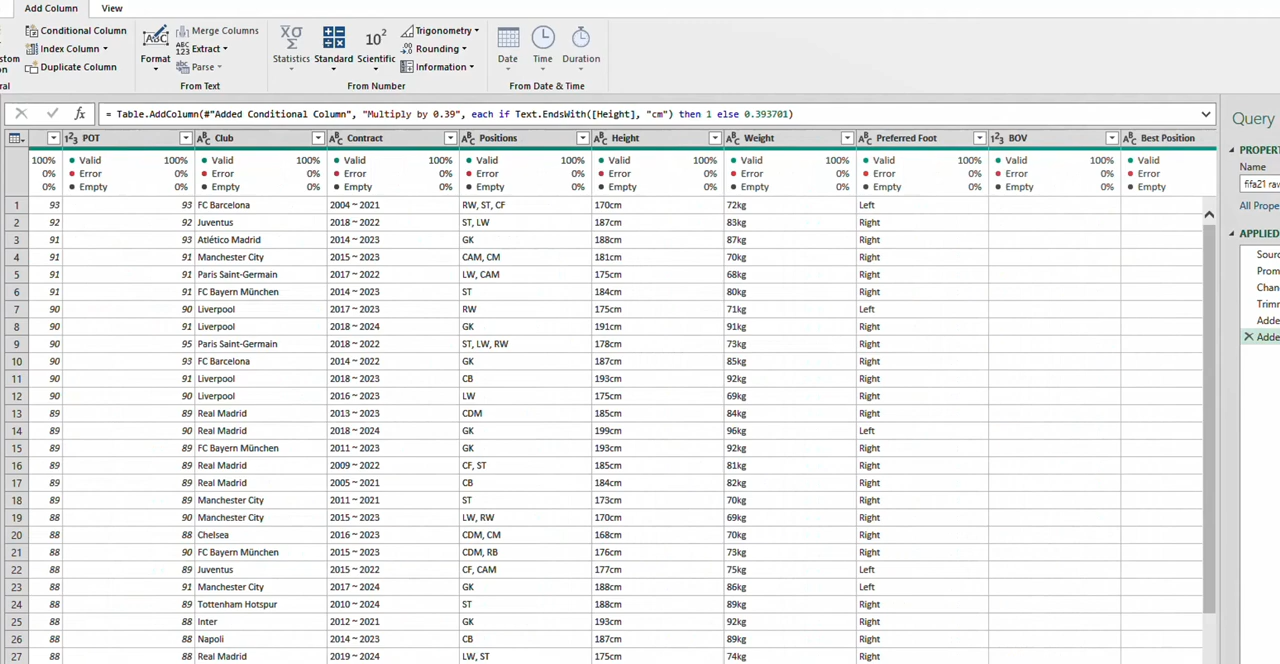 Add Column View
Conditional Column Merge Columns Trigonometry
Index Column Extract Rounding
Duplicate Column Format Parse Statistics Standard Scientific Information Date Time Duration
From Text From Number From Date & Time
= Table.AddColumn(#"Added Conditional Column", "Multiply by 0.39", each if Text.EndsWith([Height], "cm") then 1 else 0.393701) Query
POT Club Contract Positions Height Weight Preferred Foot BOV Best Position PROPERT
100% Valid 100% Valid 100% Valid 100% Valid 100% Valid 100% Valid 100% Valid 100% Valid 100% Valid Name
0% Error 0% Error 0% Error 0% Error 0% Error 0% Error 0% Error 0% Error 0% Error fifa21 rav
0% Empty 0% Empty 0% Empty 0% Empty 0% Empty 0% Empty 0% Empty 0% Empty 0% Empty
1 93 93 FC Barcelona 2004 ~ 2021 RW, ST, CF 170cm 72kg Left All Prope
2 92 92 Juventus 2018 ~ 2022 ST, LW 187cm 83kg Right
3 91 93 Atlético Madrid 2014 ~ 2023 GK 188cm 87kg Right APPLIED
4 91 91 Manchester City 2015 ~ 2023 CAM, CM 181cm 70kg Right Sourc
5 91 91 Paris Saint-Germain 2017 ~ 2022 LW, CAM 175cm 68kg Right Prom
6 91 91 FC Bayern München 2014 ~ 2023 ST 184cm 80kg Right Chan
7 90 90 Liverpool 2017 ~ 2023 RW 175cm 71kg Left Trim
8 90 91 Liverpool 2018 ~ 2024 GK 191cm 91kg Right Adde
9 90 95 Paris Saint-Germain 2018 ~ 2022 ST, LW, RW 178cm 73kg Right Adde
10 90 93 FC Barcelona 2014 ~ 2022 GK 187cm 85kg Right
11 90 91 Liverpool 2018 ~ 2023 CB 193cm 92kg Right
12 90 90 Liverpool 2016 ~ 2023 LW 175cm 69kg Right
13 89 89 Real Madrid 2013 ~ 2023 CDM 185cm 84kg Right
14 89 90 Real Madrid 2018 ~ 2024 GK 199cm 96kg Left
15 89 89 FC Bayern München 2011 ~ 2023 GK 193cm 92kg Right
16 89 89 Real Madrid 2009 ~ 2022 CF, ST 185cm 81kg Right
17 89 89 Real Madrid 2005 ~ 2021 CB 184cm 82kg Right
18 89 89 Manchester City 2011 ~ 2021 ST 173cm 70kg Right
19 88 90 Manchester City 2015 ~ 2023 LW, RW 170cm 69kg Right
20 88 88 Chelsea 2016 ~ 2023 CDM, CM 168cm 70kg Right
21 88 90 FC Bayern München 2015 ~ 2023 CDM, RB 176cm 73kg Right
22 88 89 Juventus 2017 ~ 2022 CF, CAM 177cm 75kg Left
23 88 91 Manchester City 2017 ~ 2024 GK 188cm 86kg Left
24 88 89 Tottenham Hotspur 2010 ~ 2024 ST 188cm 89kg Right
25 88 88 Inter 2012 ~ 2021 GK 193cm 92kg Right
26 88 89 Napoli 2014 ~ 2023 CB 187cm 89kg Right
27 88 88 Real Madrid 2019 ~ 2024 LW, ST 175cm 74kg Right